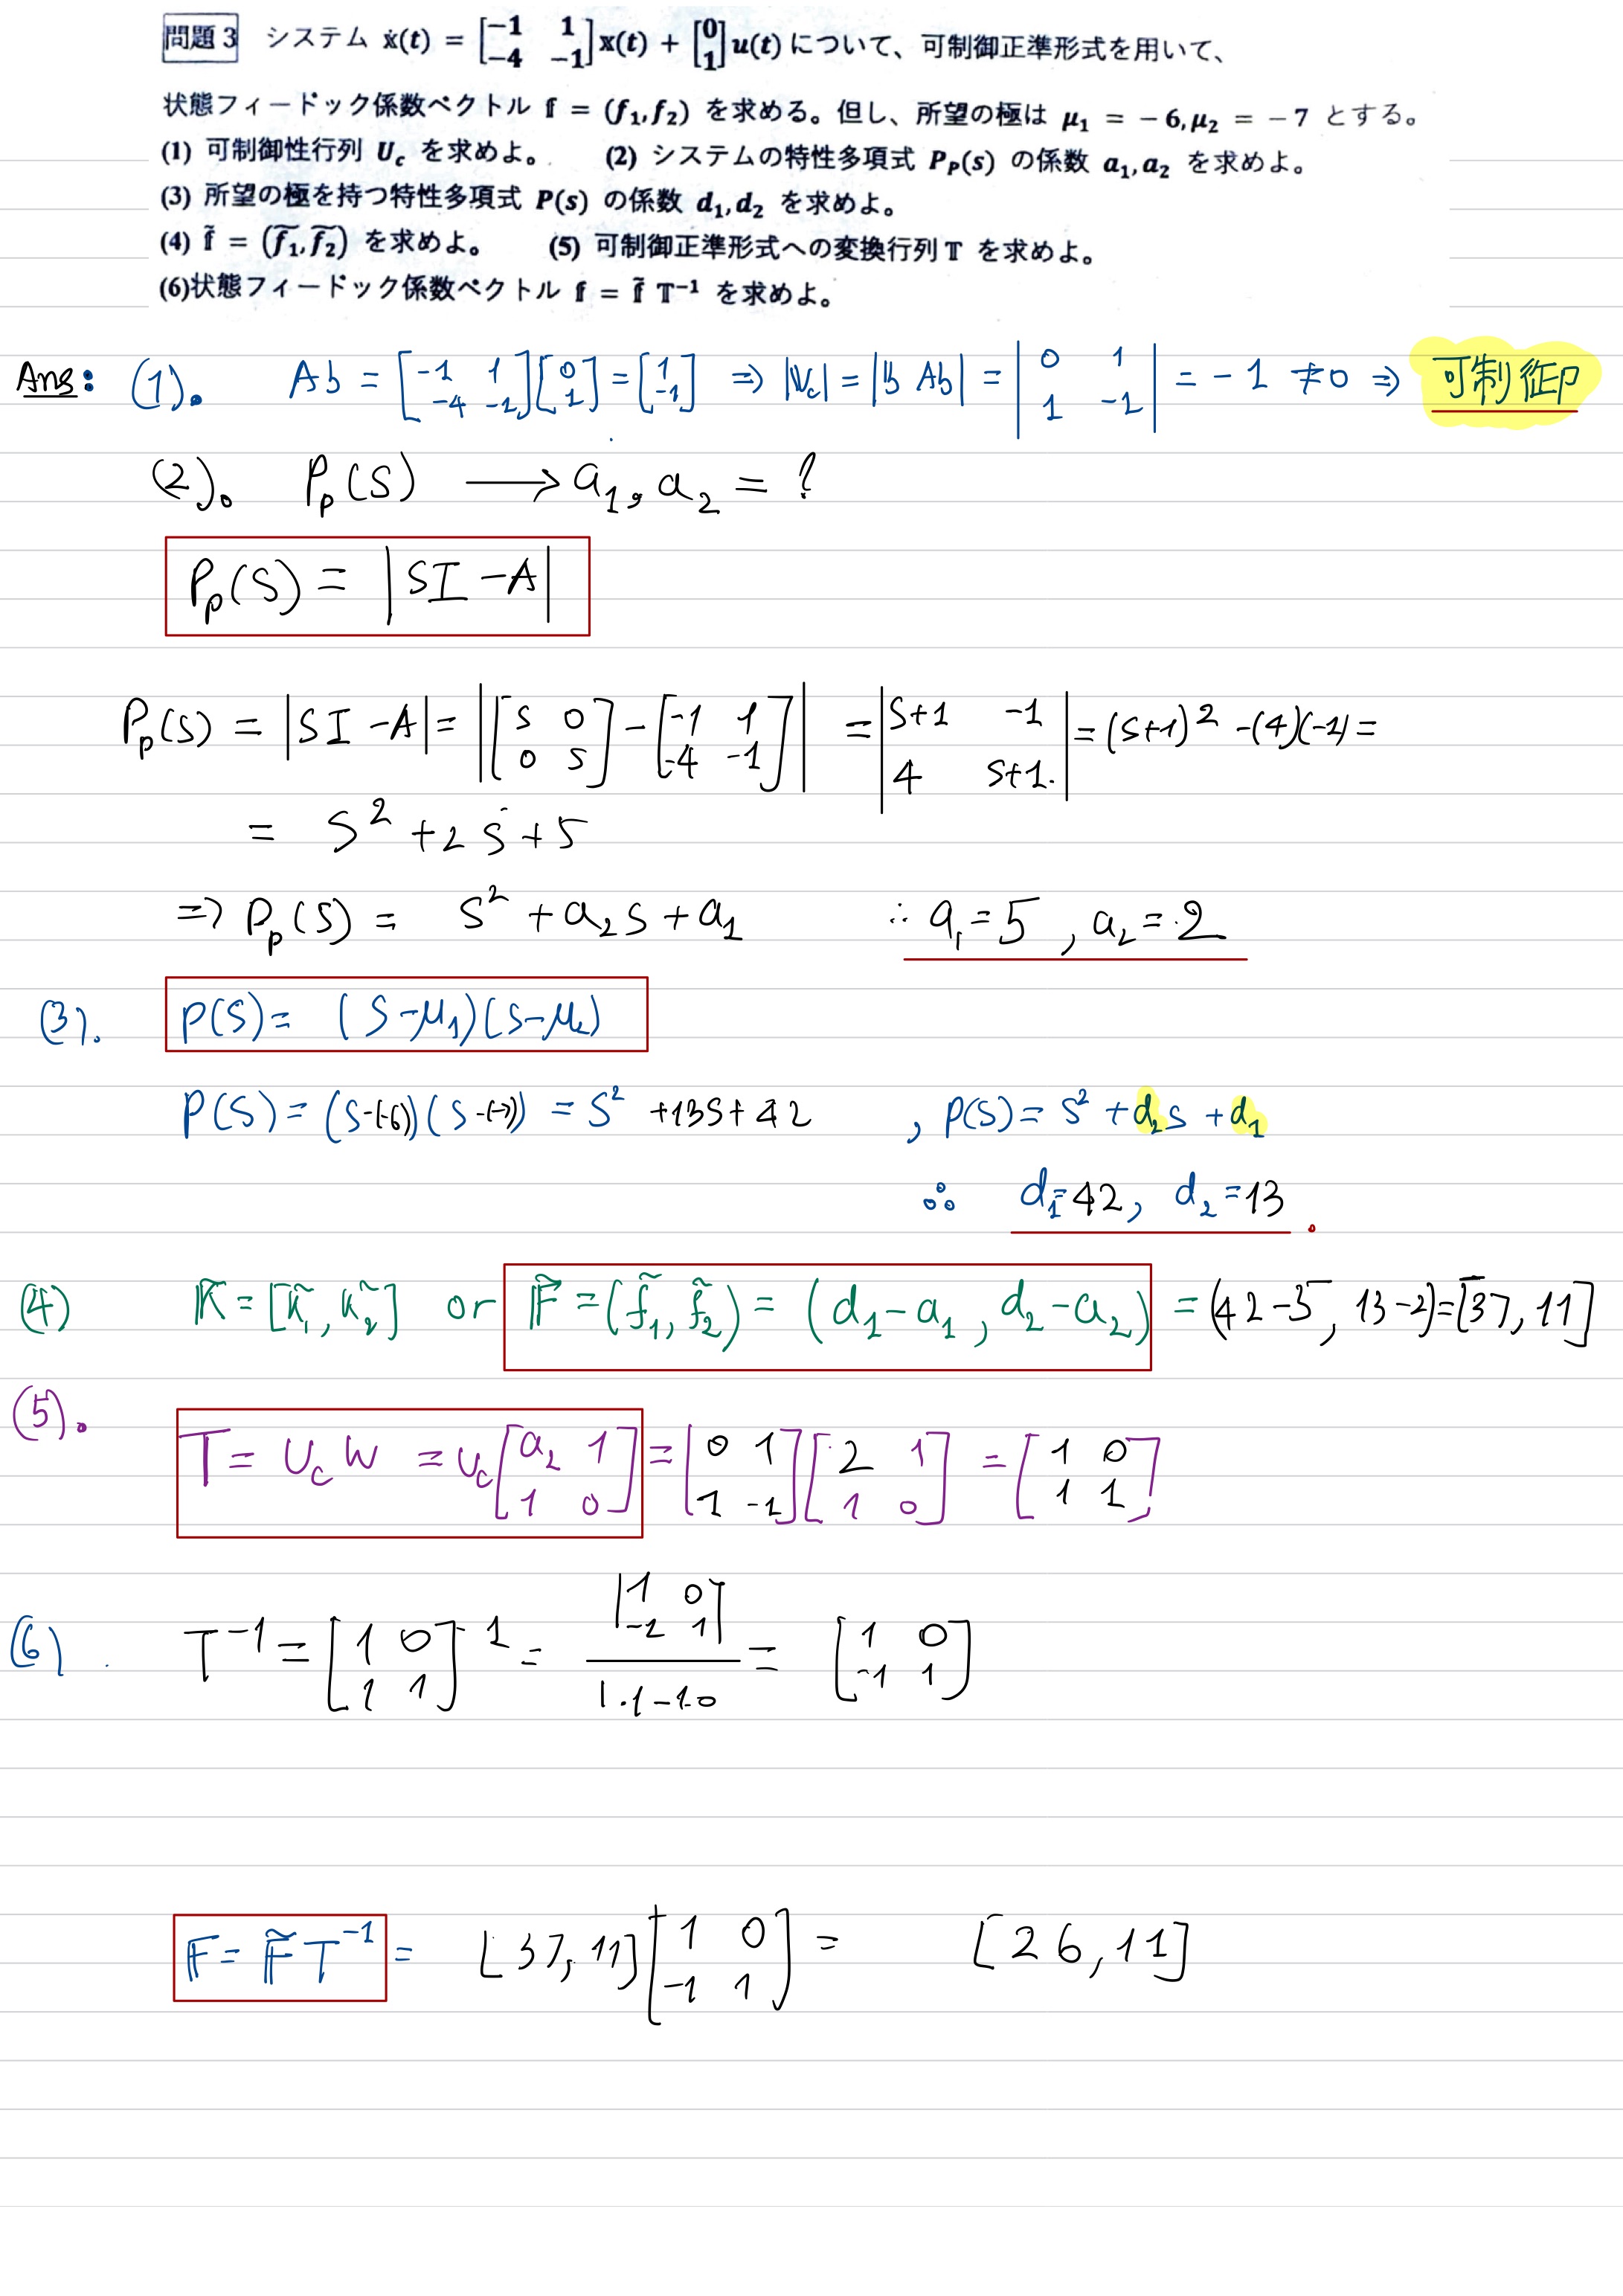 問題3 システム ẋ(t) = [−1 1; −4 −1]x(t) + [0; 1]u(t) について、可制御正準形式を用いて、
状態フィードック係数ベクトル f = (f₁, f₂) を求める。但し、所望の極は μ₁ = −6, μ₂ = −7 とする。
(1) 可制御性行列 U_c を求めよ。 (2) システムの特性多項式 P_P(s) の係数 a₁, a₂ を求めよ。
(3) 所望の極を持つ特性多項式 P(s) の係数 d₁, d₂ を求めよ。
(4) f̃ = (f̃₁, f̃₂) を求めよ。 (5) 可制御正準形式への変換行列 T を求めよ。
(6)状態フィードック係数ベクトル f = f̃ T⁻¹ を求めよ。
Ans: (1). Ab = [-1 1; -4 -1][0; 1] = [1; -1] ⇒ |U_c| = |b Ab| = |0 1; 1 -1| = -1 ≠0 ⇒ 可制御
(2). P_p(S) ⟶ a₁, a₂ = ?
P_p(S) = |SI -A|
P_p(S) = |SI -A| = |[s 0; 0 s] - [-1 1; -4 -1]| = |S+1 -1; 4 s+1.| = (s+1)² -(4)(-1) =
= S² +2s+5
=> P_p(S) = S² + a₂s + a₁ ∴ a₁=5, a₂=2
(3). P(S) = (S-μ₁)(s-μ₂)
P(S) = (s-(-6))(s-(-7)) = S² +13s+42 , P(S) = s² +d₂s +d₁
∴ d₁=42, d₂=13.
(4) K̃ = [k̃₁, k̃₂] or F̃ = (f̃₁, f̃₂) = (d₁-a₁, d₂-a₂) = (42-5, 13-2)=[37, 11]
(5). T = U_c W = U_c[a₂ 1; 1 0] = [0 1; 1 -1][2 1; 1 0] = [1 0; 1 1]
(6). T⁻¹ = [1 0; 1 1]⁻¹ = |1 0; -1 1| / 1·1-1·0 = [1 0; -1 1]
F = F̃ T⁻¹ = [37, 11][1 0; -1 1] = [26, 11]